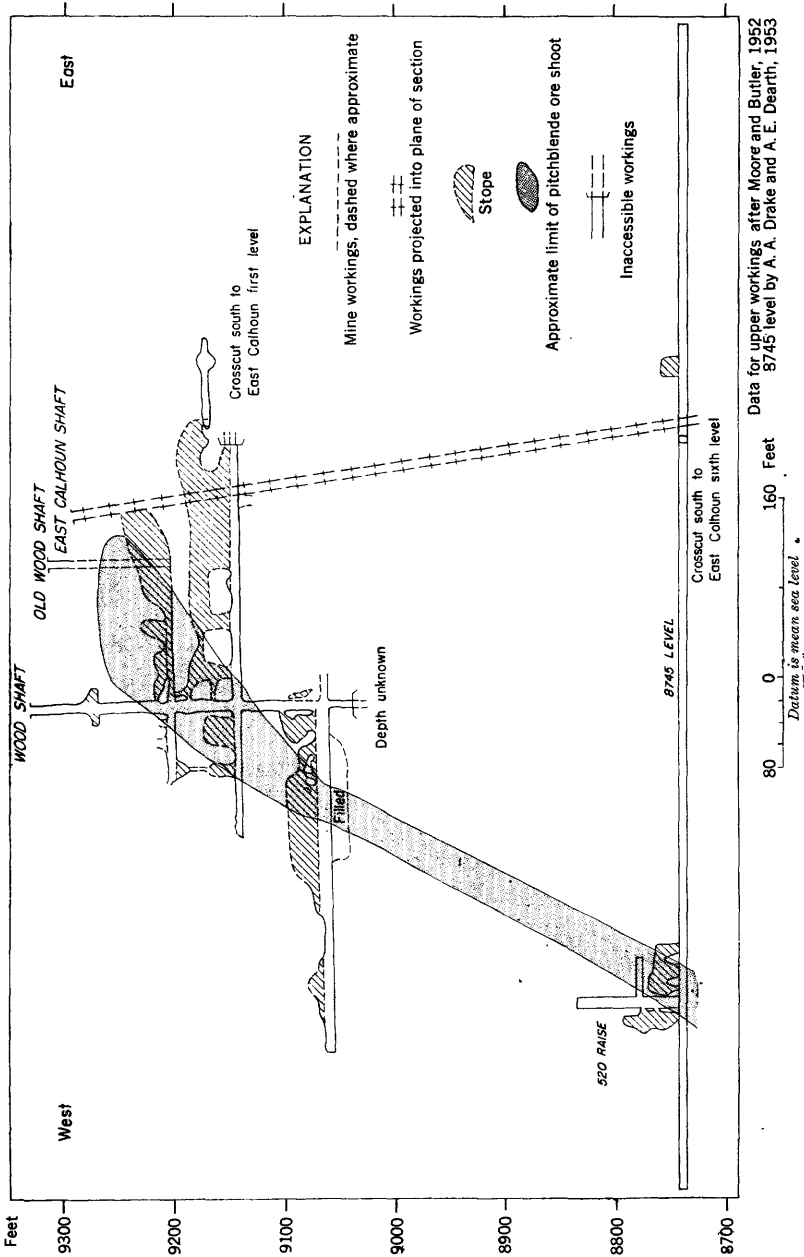 Feet
9300
9200
9100
9000
8900
8800
8700
West
East
WOOD SHAFT
OLD WOOD SHAFT
EAST CALHOUN SHAFT
Crosscut south to
East Calhoun first level
Depth unknown
Filled
520 RAISE
8745 LEVEL
Crosscut south to
East Calhoun sixth level
EXPLANATION
Mine workings, dashed where approximate
Workings projected into plane of section
Stope
Approximate limit of pitchblende ore shoot
Inaccessible workings
80 0 160 Feet
Datum is mean sea level
Data for upper workings after Moore and Butler, 1952
8745 level by A. A. Drake and A. E. Dearth, 1953